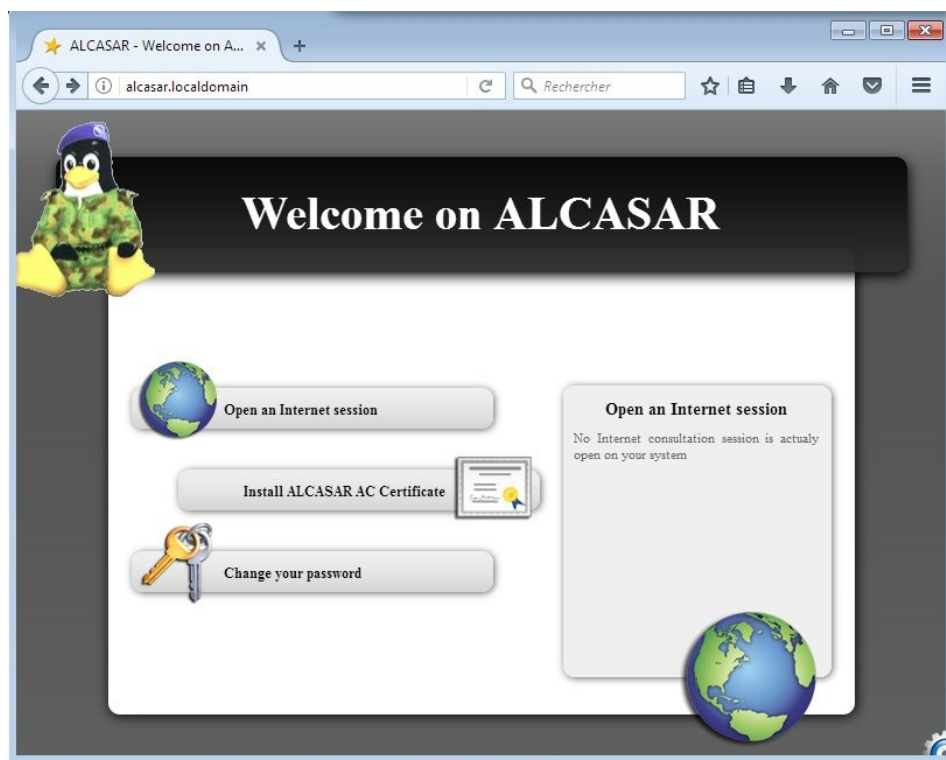 ALCASAR - Welcome on A...
alcasar.localdomain
Rechercher
Welcome on ALCASAR
Open an Internet session
Install ALCASAR AC Certificate
Change your password
Open an Internet session
No Internet consultation session is actualy
open on your system